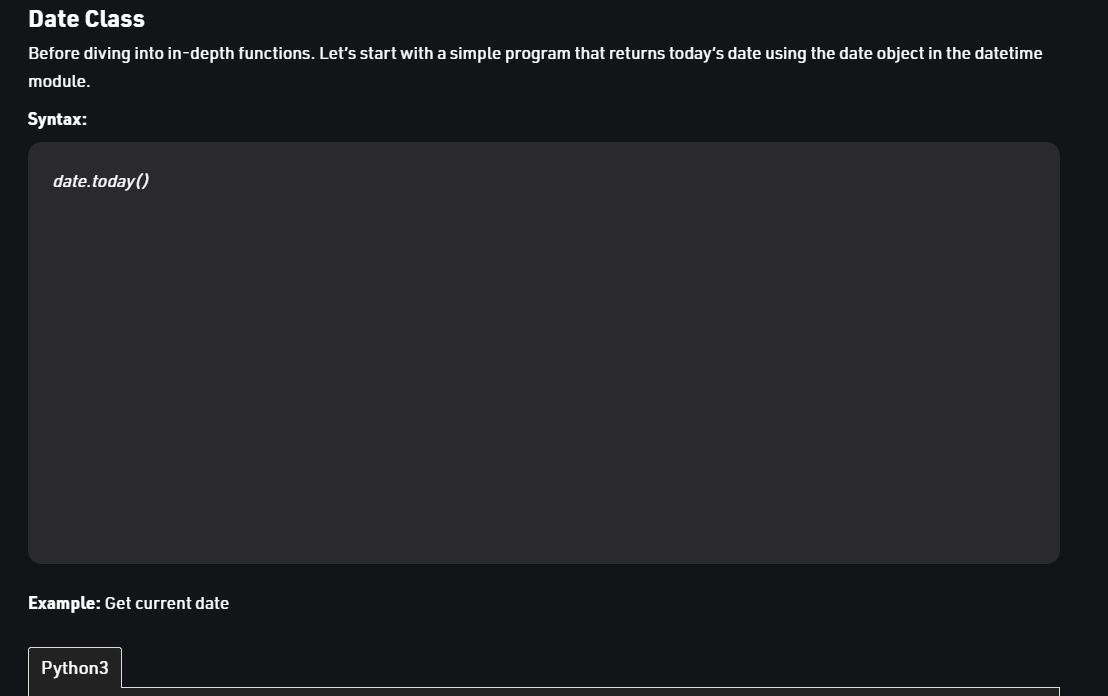 Date Class
Before diving into in-depth functions. Let’s start with a simple program that returns today’s date using the date object in the datetime
module.
Syntax:
date.today()
Example: Get current date
Python3